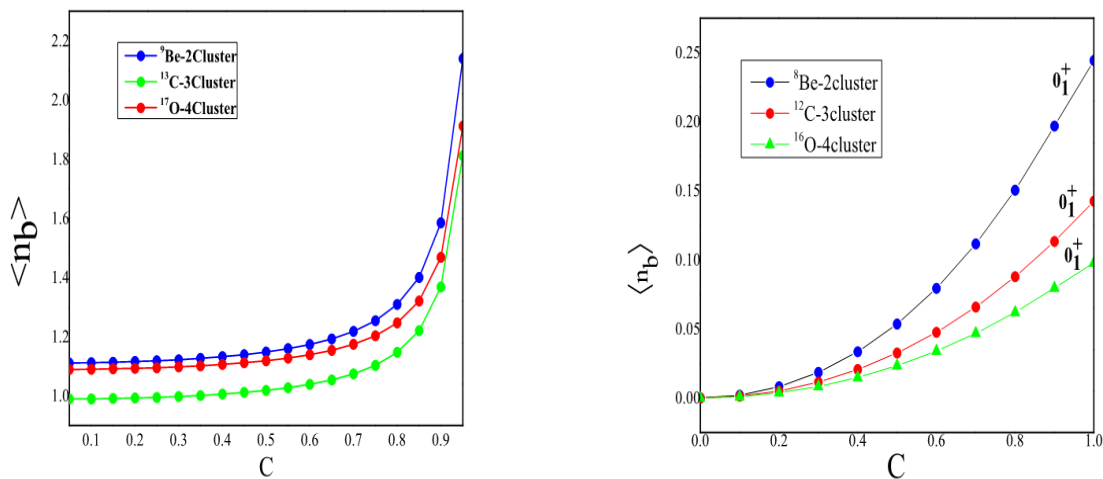 <n_b>
2.2
2.0
1.8
1.6
1.4
1.2
1.0
⁹Be-2Cluster
¹³C-3Cluster
¹⁷O-4Cluster
0.1 0.2 0.3 0.4 0.5 0.6 0.7 0.8 0.9
C
⟨n_b⟩
0.25
0.20
0.15
0.10
0.05
0.00
⁸Be-2cluster
¹²C-3cluster
¹⁶O-4cluster
0₁⁺
0₁⁺
0₁⁺
0.0 0.2 0.4 0.6 0.8 1.0
C